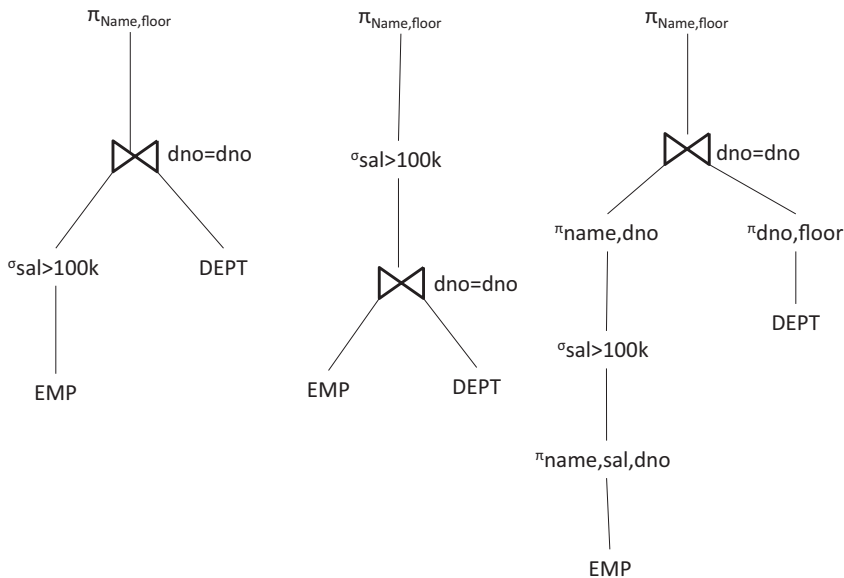 πName,floor
dno=dno
σsal>100k
DEPT
EMP
πName,floor
σsal>100k
dno=dno
EMP
DEPT
πName,floor
dno=dno
πname,dno
πdno,floor
DEPT
σsal>100k
πname,sal,dno
EMP